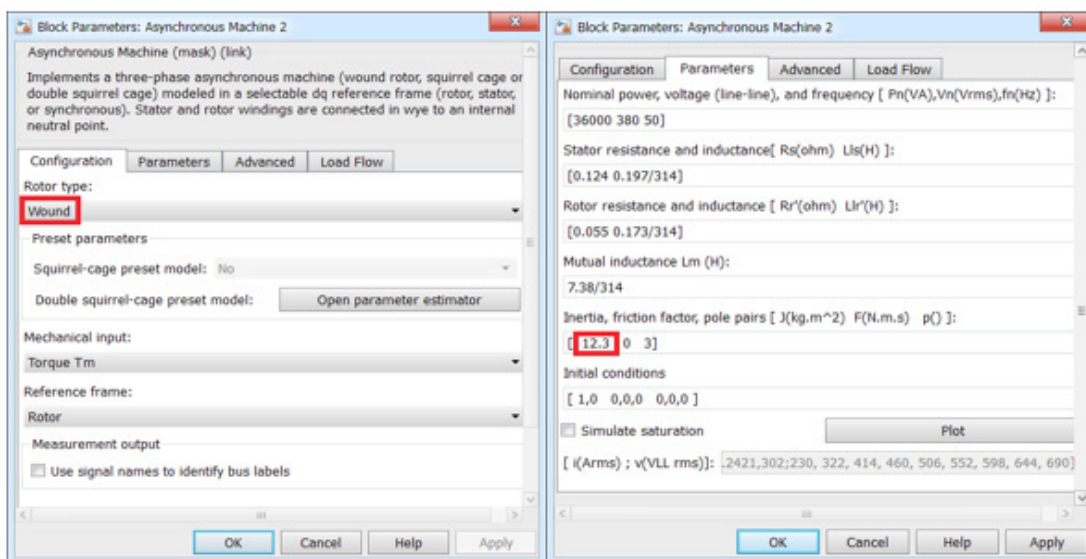 Block Parameters: Asynchronous Machine 2
Asynchronous Machine (mask) (link)
Implements a three-phase asynchronous machine (wound rotor, squirrel cage or
double squirrel cage) modeled in a selectable dq reference frame (rotor, stator,
or synchronous). Stator and rotor windings are connected in wye to an internal
neutral point.
Configuration Parameters Advanced Load Flow
Rotor type:
Wound
Preset parameters
Squirrel-cage preset model: No
Double squirrel-cage preset model: Open parameter estimator
Mechanical input:
Torque Tm
Reference frame:
Rotor
Measurement output
Use signal names to identify bus labels
OK Cancel Help Apply
Block Parameters: Asynchronous Machine 2
Configuration Parameters Advanced Load Flow
Nominal power, voltage (line-line), and frequency [ Pn(VA),Vn(Vrms),fn(Hz) ]:
[36000 380 50]
Stator resistance and inductance[ Rs(ohm) Lls(H) ]:
[0.124 0.197/314]
Rotor resistance and inductance [ Rr'(ohm) Llr'(H) ]:
[0.055 0.173/314]
Mutual inductance Lm (H):
7.38/314
Inertia, friction factor, pole pairs [ J(kg.m^2) F(N.m.s) p() ]:
[ 12.3 0 3]
Initial conditions
[ 1,0 0,0,0 0,0,0 ]
Simulate saturation Plot
[ i(Arms) ; v(VLL rms)]: .2421,302;230, 322, 414, 460, 506, 552, 598, 644, 690]
OK Cancel Help Apply